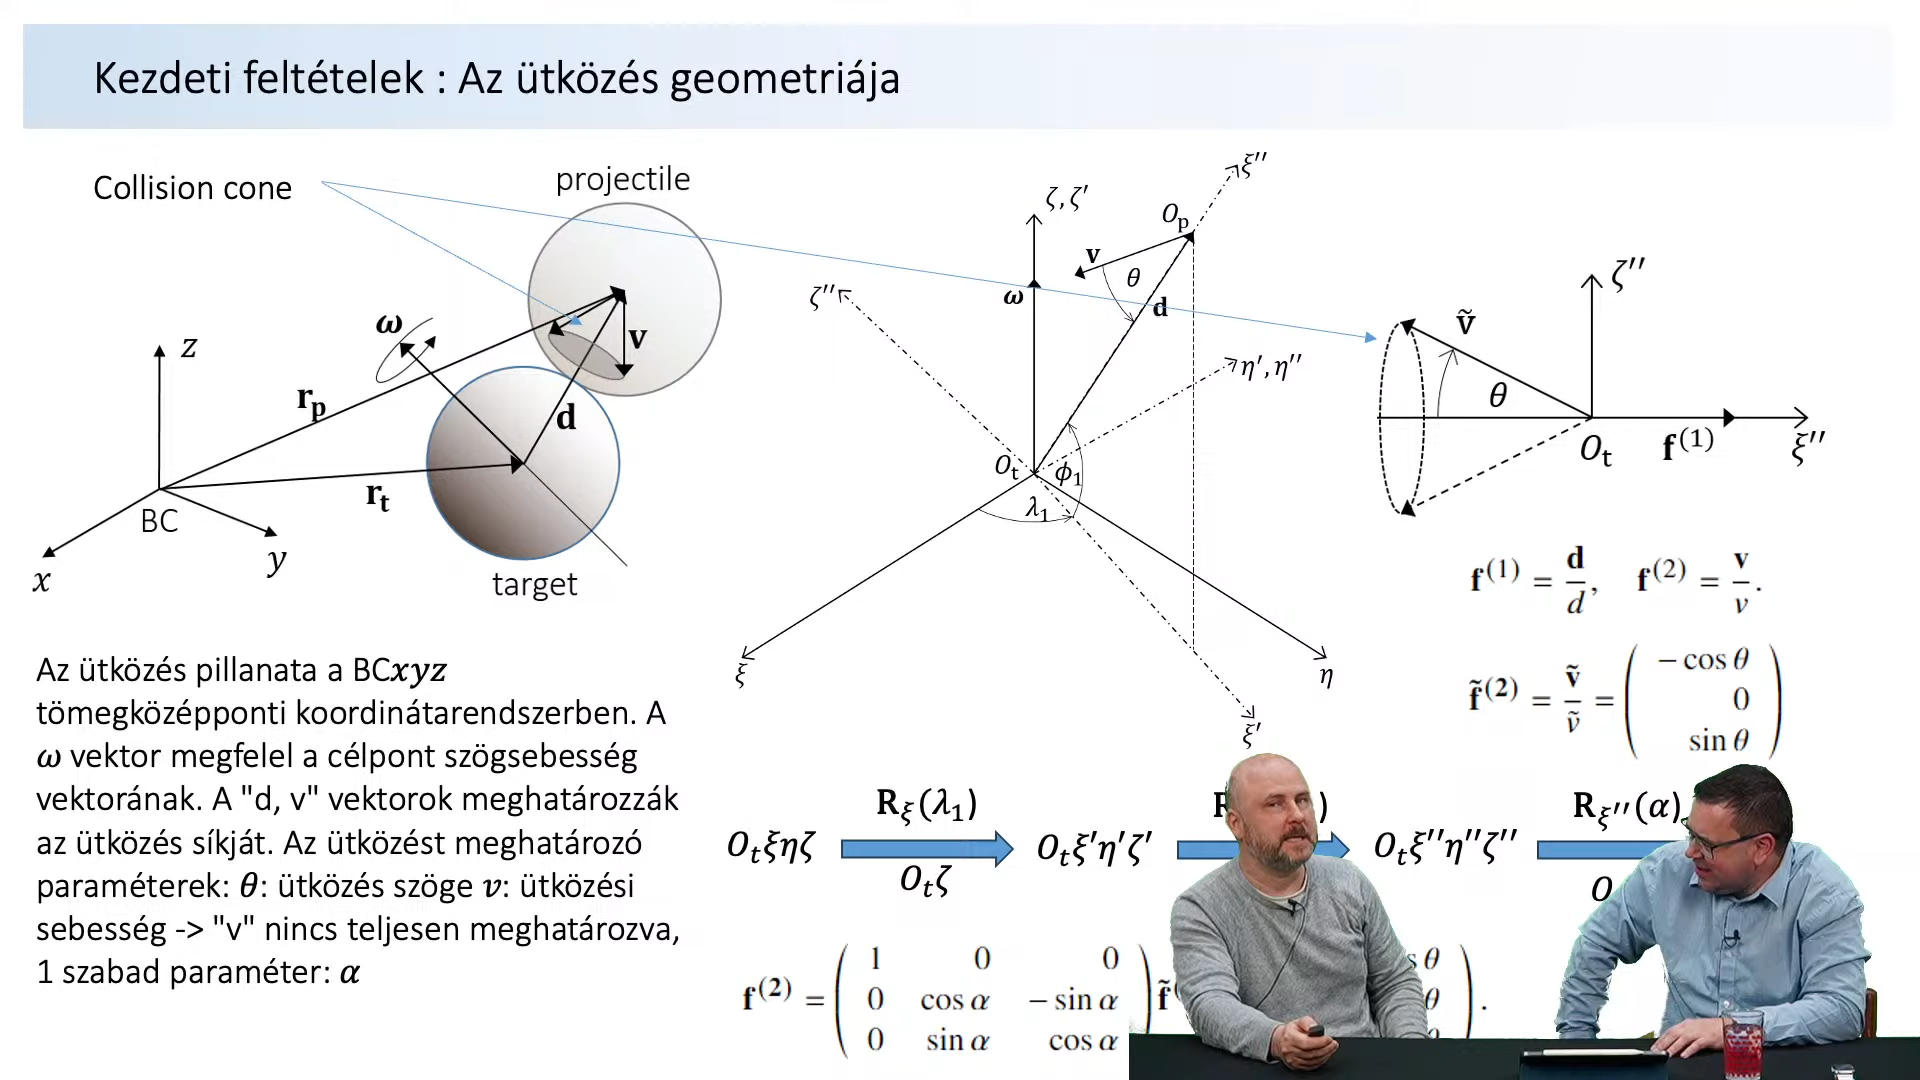 Kezdeti feltételek : Az ütközés geometriája
Collision cone
projectile
ω
v
z
r_p
d
r_t
BC
y
x
target
ζ, ζ′
ξ′′
O_p
v
θ
ζ′′
ω
d
η′, η′′
O_t
ϕ_1
λ_1
ξ
η
ξ′
ζ′′
ṽ
θ
O_t
f^(1)
ξ′′
f^(1) = d/d, f^(2) = v/v.
f̃^(2) = ṽ/ṽ = ( − cos θ
0
sin θ )
Az ütközés pillanata a BCxyz
tömegközépponti koordinátarendszerben. A
ω vektor megfelel a célpont szögsebesség
vektorának. A "d, v" vektorok meghatározzák
az ütközés síkját. Az ütközést meghatározó
paraméterek: θ: ütközés szöge v: ütközési
sebesség -> "v" nincs teljesen meghatározva,
1 szabad paraméter: α
R_ξ(λ_1)
R_ξ′′(α)
O_tξηζ
O_tξ′η′ζ′
O_tξ′′η′′ζ′′
O_tζ
f^(2) = ( 1 0 0
0 cos α − sin α
0 sin α cos α ) f̃
θ
θ